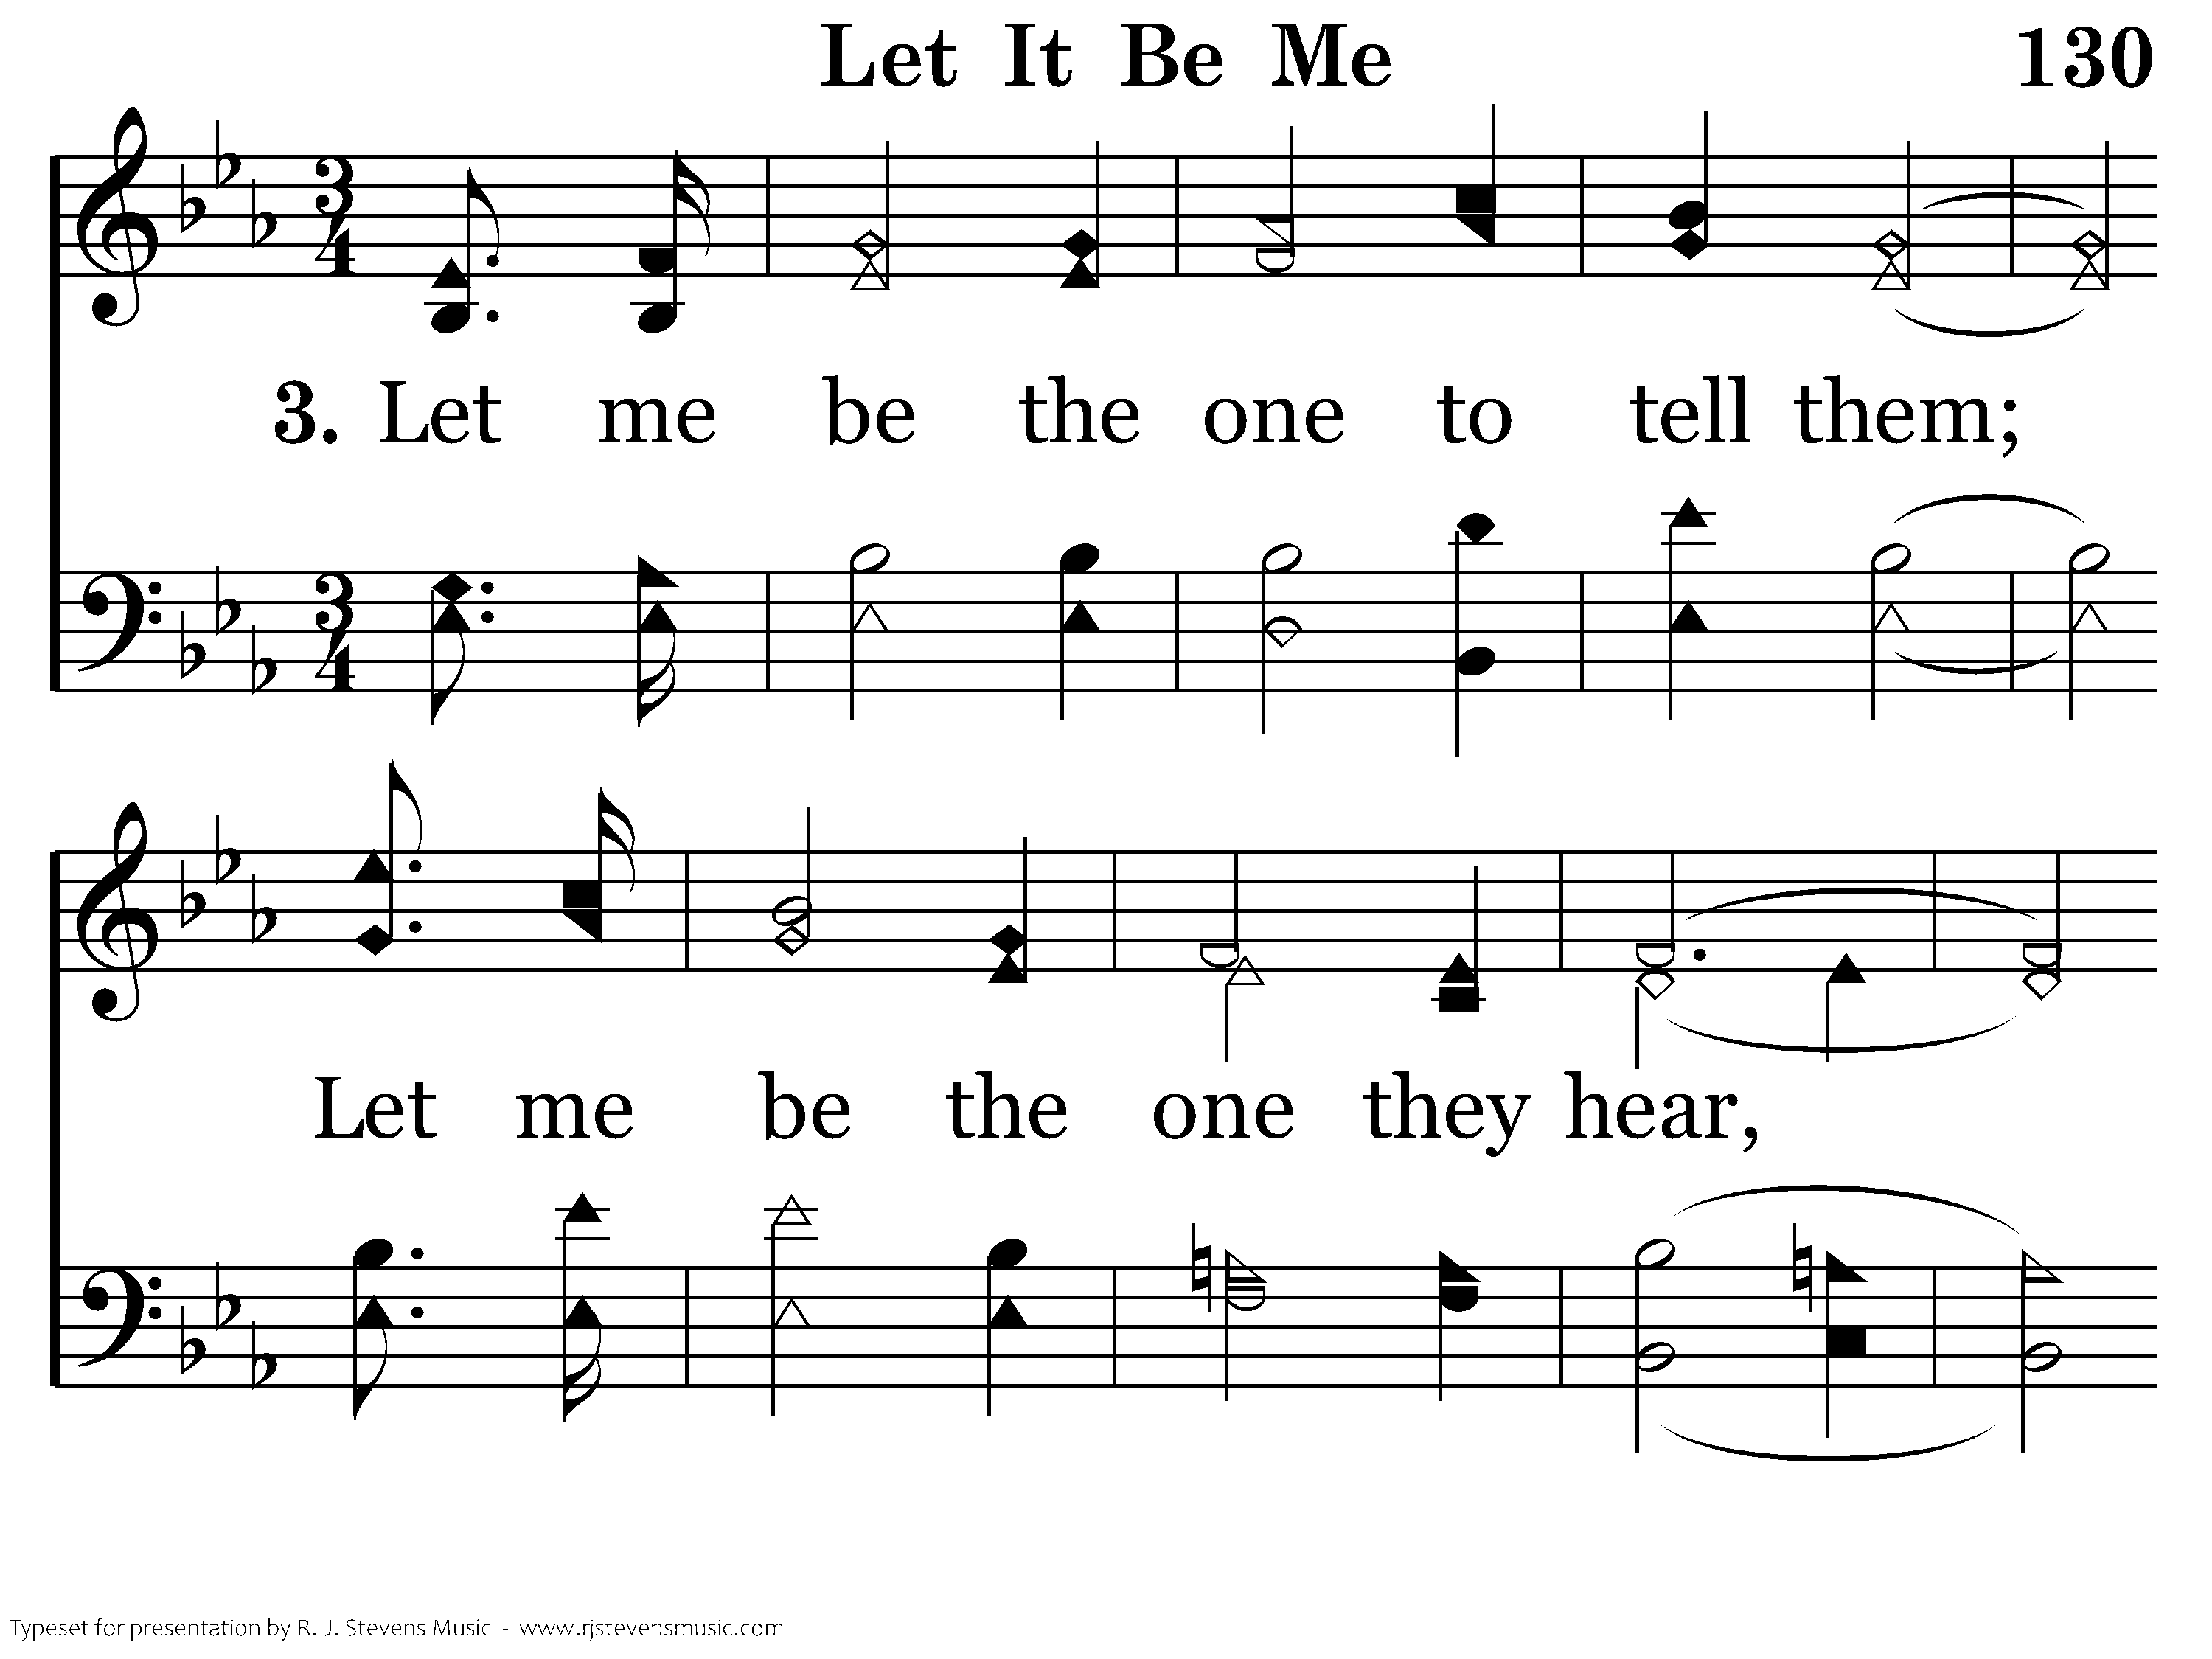 Let It Be Me 130
3. Let me be the one to tell them;
Let me be the one they hear,
Typeset for presentation by R. J. Stevens Music - www.rjstevensmusic.com